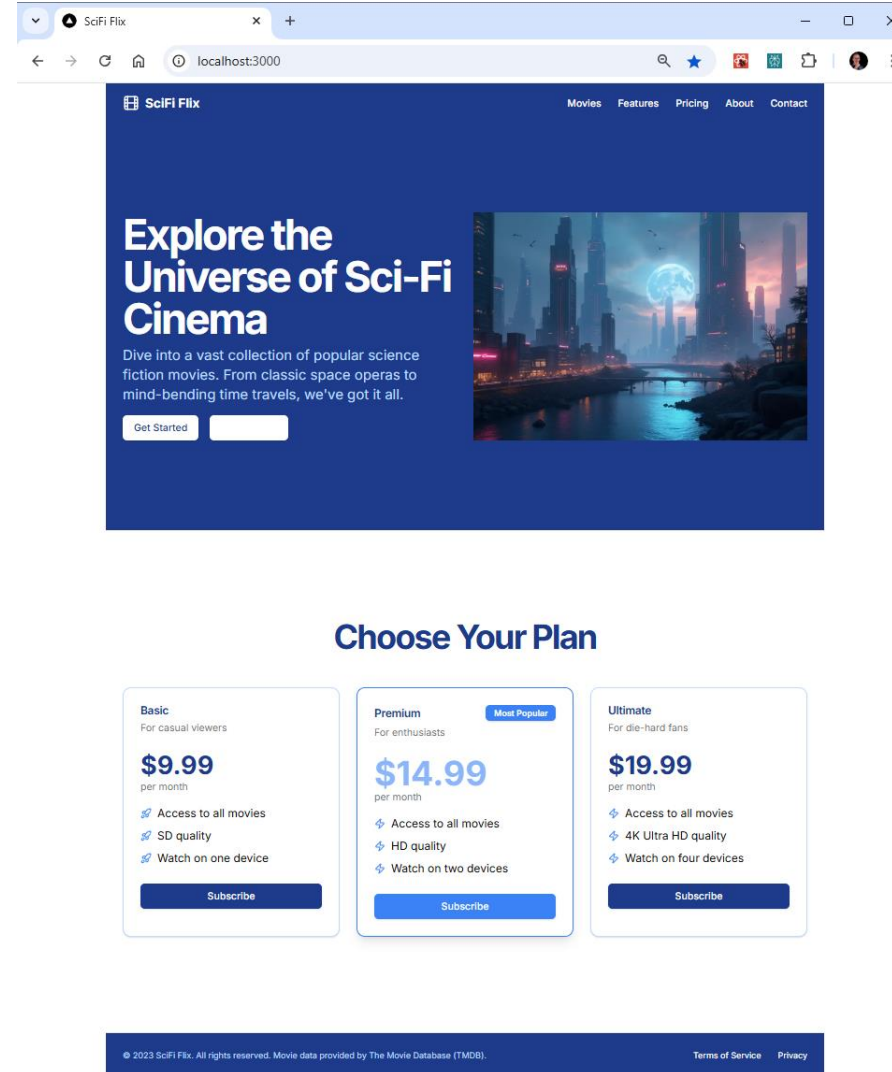 SciFi Flix
localhost:3000
SciFi Flix
Movies Features Pricing About Contact
Explore the
Universe of Sci-Fi
Cinema
Dive into a vast collection of popular science
fiction movies. From classic space operas to
mind-bending time travels, we've got it all.
Get Started
Choose Your Plan
Basic
For casual viewers
$9.99
per month
Access to all movies
SD quality
Watch on one device
Subscribe
Premium
Most Popular
For enthusiasts
$14.99
per month
Access to all movies
HD quality
Watch on two devices
Subscribe
Ultimate
For die-hard fans
$19.99
per month
Access to all movies
4K Ultra HD quality
Watch on four devices
Subscribe
© 2023 SciFi Flix. All rights reserved. Movie data provided by The Movie Database (TMDB).
Terms of Service Privacy